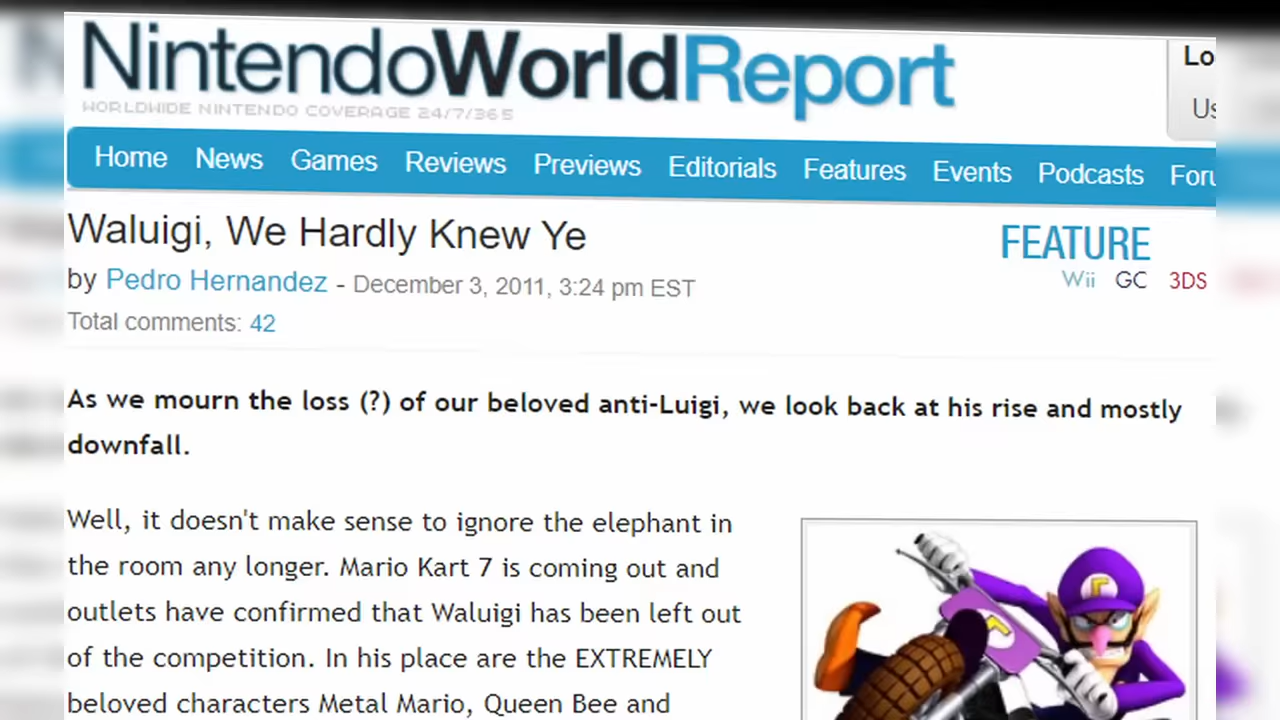 NintendoWorldReport
WORLDWIDE NINTENDO COVERAGE 24/7/365
Lo
Us
Home News Games Reviews Previews Editorials Features Events Podcasts Foru
Waluigi, We Hardly Knew Ye
FEATURE
by Pedro Hernandez - December 3, 2011, 3:24 pm EST
Wii GC 3DS
Total comments: 42
As we mourn the loss (?) of our beloved anti-Luigi, we look back at his rise and mostly
downfall.
Well, it doesn't make sense to ignore the elephant in
the room any longer. Mario Kart 7 is coming out and
outlets have confirmed that Waluigi has been left out
of the competition. In his place are the EXTREMELY
beloved characters Metal Mario, Queen Bee and